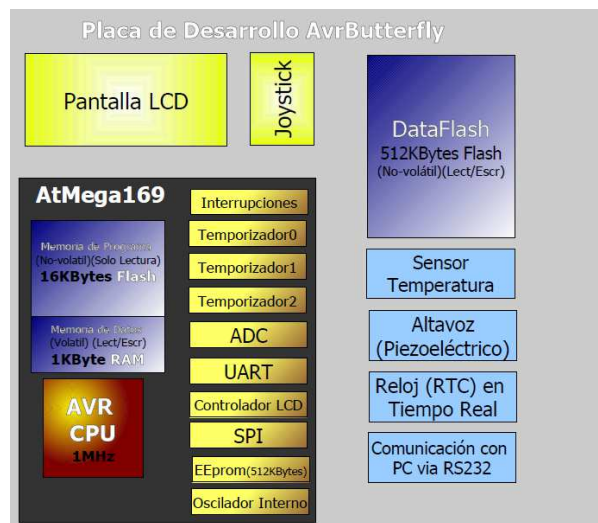 Placa de Desarrollo AvrButterfly
Pantalla LCD
Joystick
DataFlash
512KBytes Flash
(No-volátil)(Lect/Escr)
AtMega169
Memoria de Programa
(No-volatil)(Solo Lectura)
16KBytes Flash
Memoria de Datos
(Volatil) (Lect/Escr)
1KByte RAM
AVR
CPU
1MHz
Interrupciones
Temporizador0
Temporizador1
Temporizador2
ADC
UART
Controlador LCD
SPI
EEprom(512KBytes)
Oscilador Interno
Sensor
Temperatura
Altavoz
(Piezoeléctrico)
Reloj (RTC) en
Tiempo Real
Comunicación con
PC via RS232